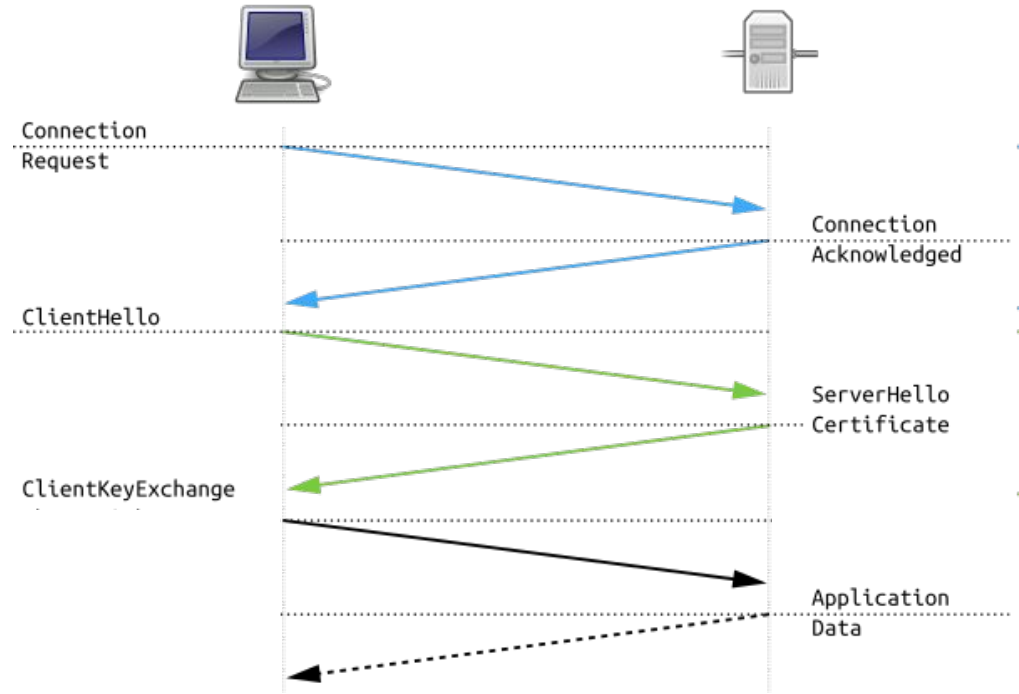 Connection
Request
Connection
Acknowledged
ClientHello
ServerHello
Certificate
ClientKeyExchange
Application
Data